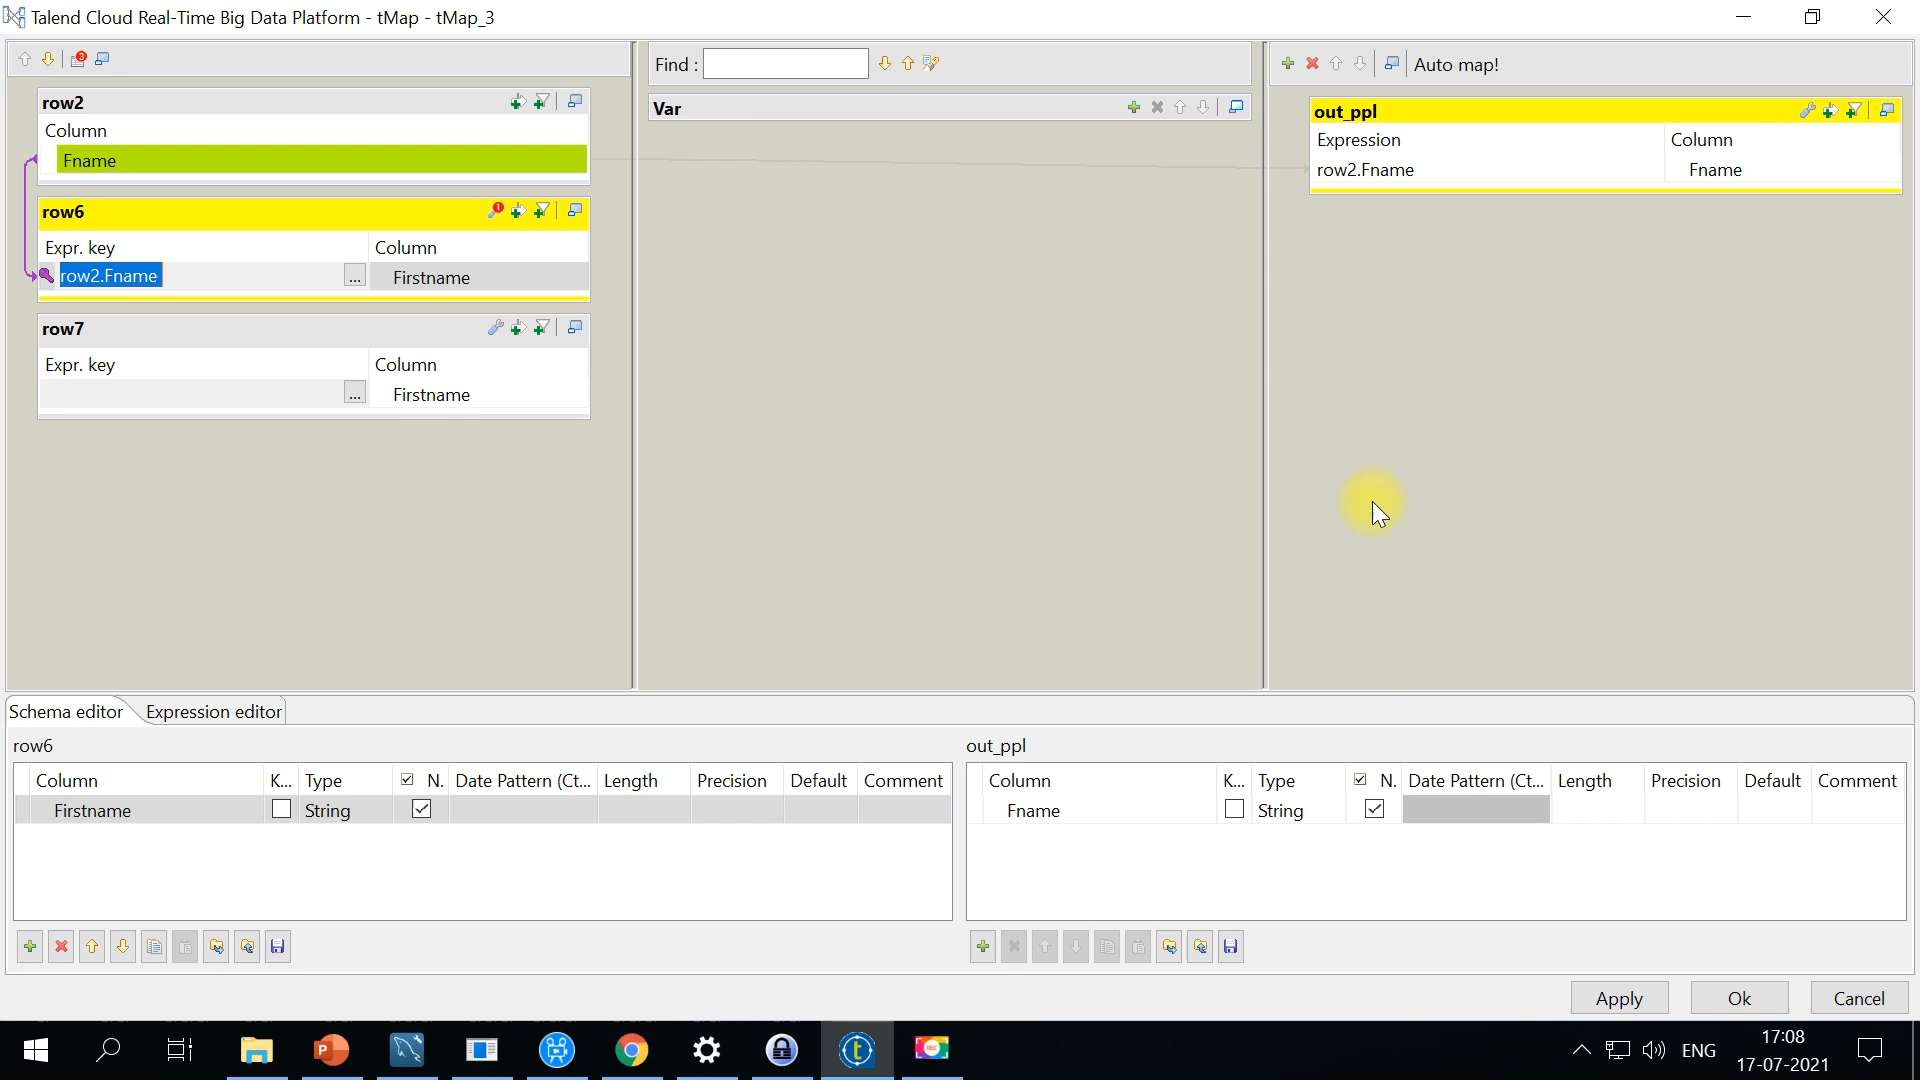 Talend Cloud Real-Time Big Data Platform - tMap - tMap_3
3
Find :
Auto map!
row2
Column
Fname
row6
1
Expr. key
Column
row2.Fname
...
Firstname
row7
Expr. key
Column
...
Firstname
Var
out_ppl
Expression
Column
row2.Fname
Fname
Schema editor
Expression editor
row6
Column
K...
Type
N.
Date Pattern (Ct...
Length
Precision
Default
Comment
Firstname
String
out_ppl
Column
K...
Type
N.
Date Pattern (Ct...
Length
Precision
Default
Comment
Fname
String
Apply
Ok
Cancel
P
t
REC
ENG
17:08
17-07-2021